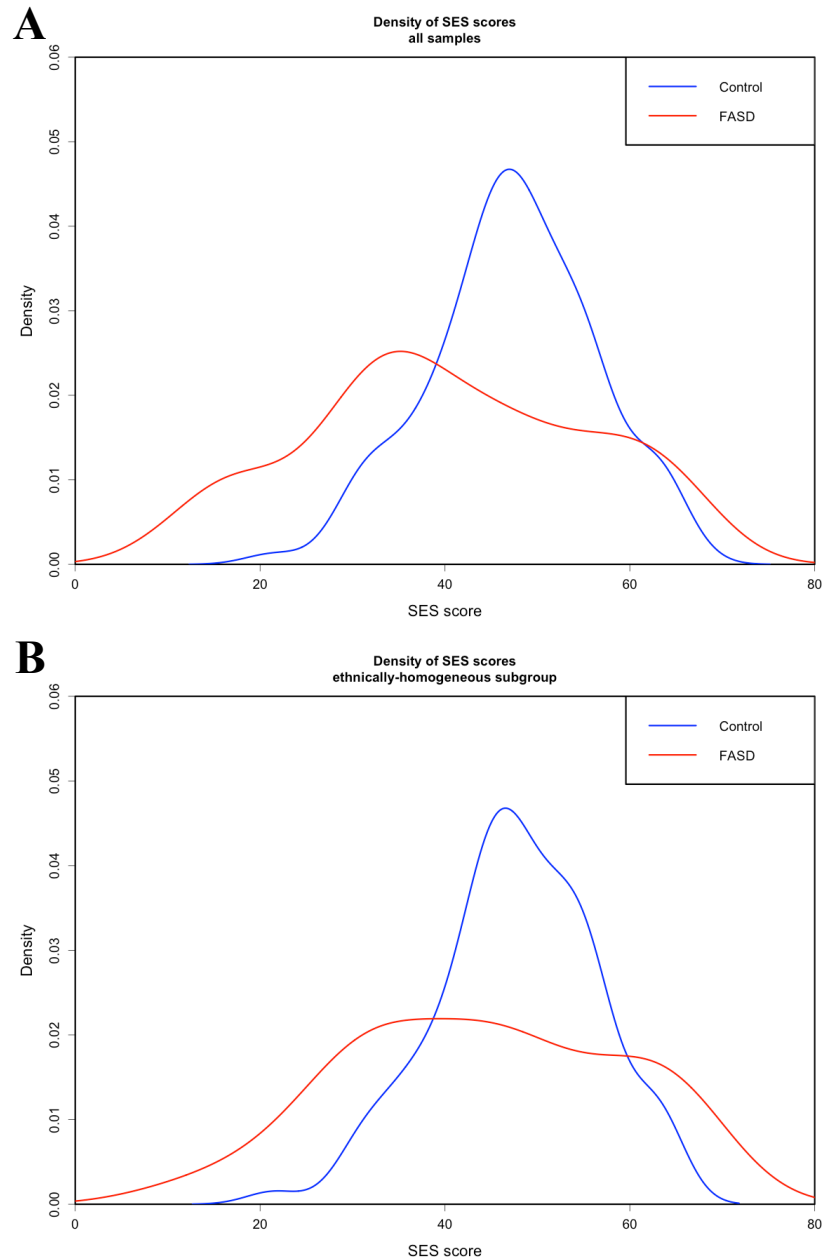 A
Density of SES scores
all samples
Control
FASD
0.06
0.05
0.04
0.03
0.02
0.01
0.00
Density
0 20 40 60 80
SES score
B
Density of SES scores
ethnically-homogeneous subgroup
Control
FASD
0.06
0.05
0.04
0.03
0.02
0.01
0.00
Density
0 20 40 60 80
SES score